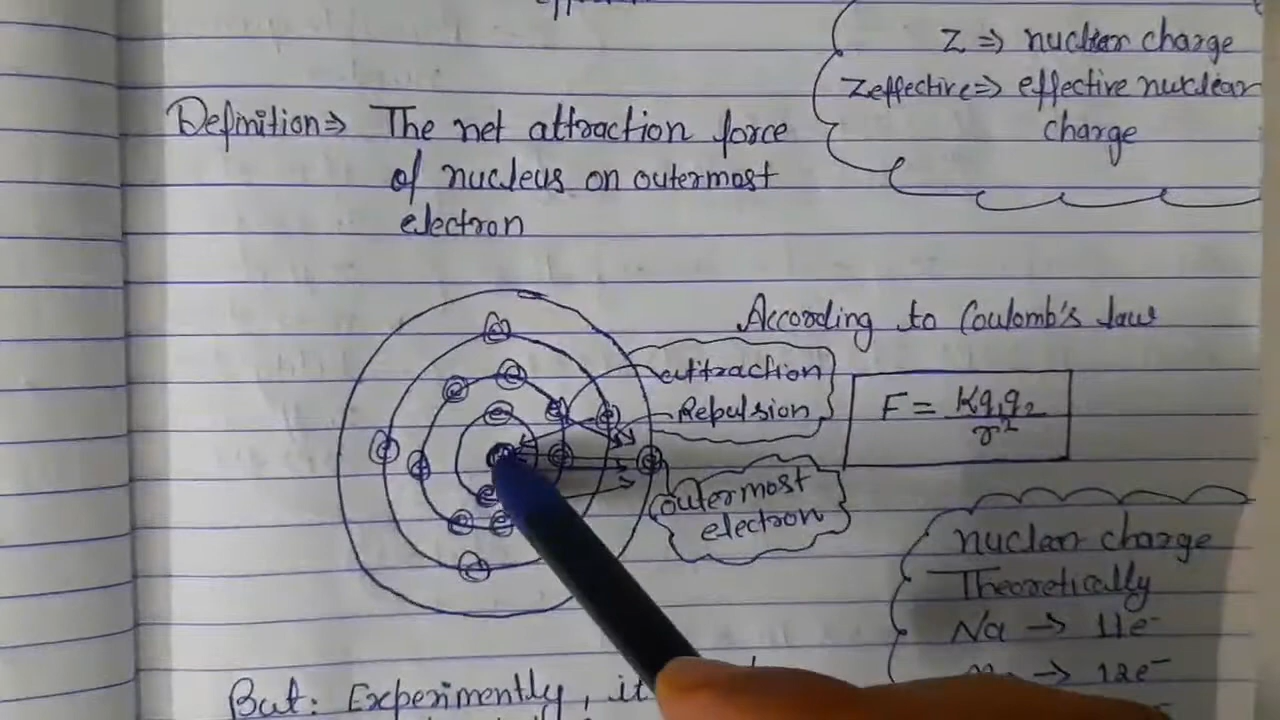 Z ⇒ nuclear charge
Zeffective ⇒ effective nuclear
charge
Definition ⇒ The net attraction force
of nucleus on outermost
electron
According to Coulomb's law
attraction
Repulsion
F = Kq1q2
r²
outermost
electron
nuclear charge
Theoretically
Na → 11e⁻
→ 12e⁻
But: Experimently, it